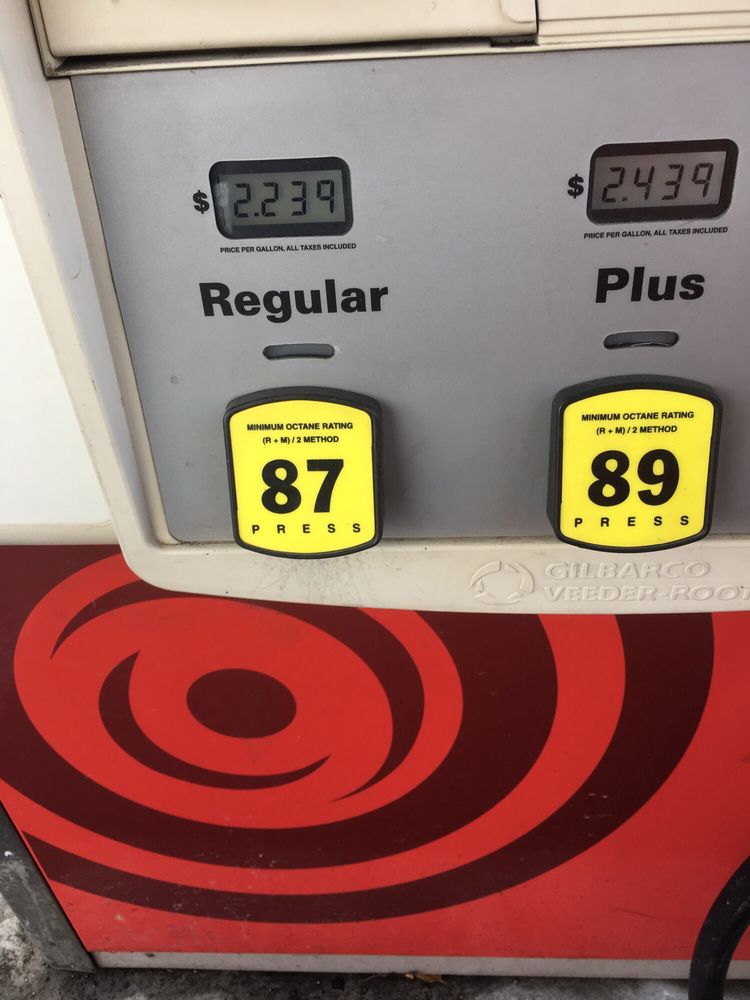 $ 2.239
PRICE PER GALLON, ALL TAXES INCLUDED
Regular
MINIMUM OCTANE RATING
(R + M) / 2 METHOD
87
PRESS
$ 2.439
PRICE PER GALLON, ALL TAXES INCLUDED
Plus
MINIMUM OCTANE RATING
(R + M) / 2 METHOD
89
PRESS
GILBARCO
VEEDER-ROOT